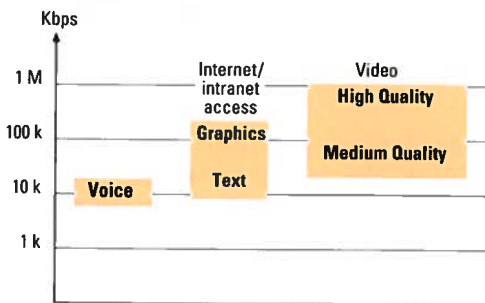 Kbps
1 M
100 k
10 k
1 k
Voice
Internet/
intranet
access
Graphics
Text
Video
High Quality
Medium Quality